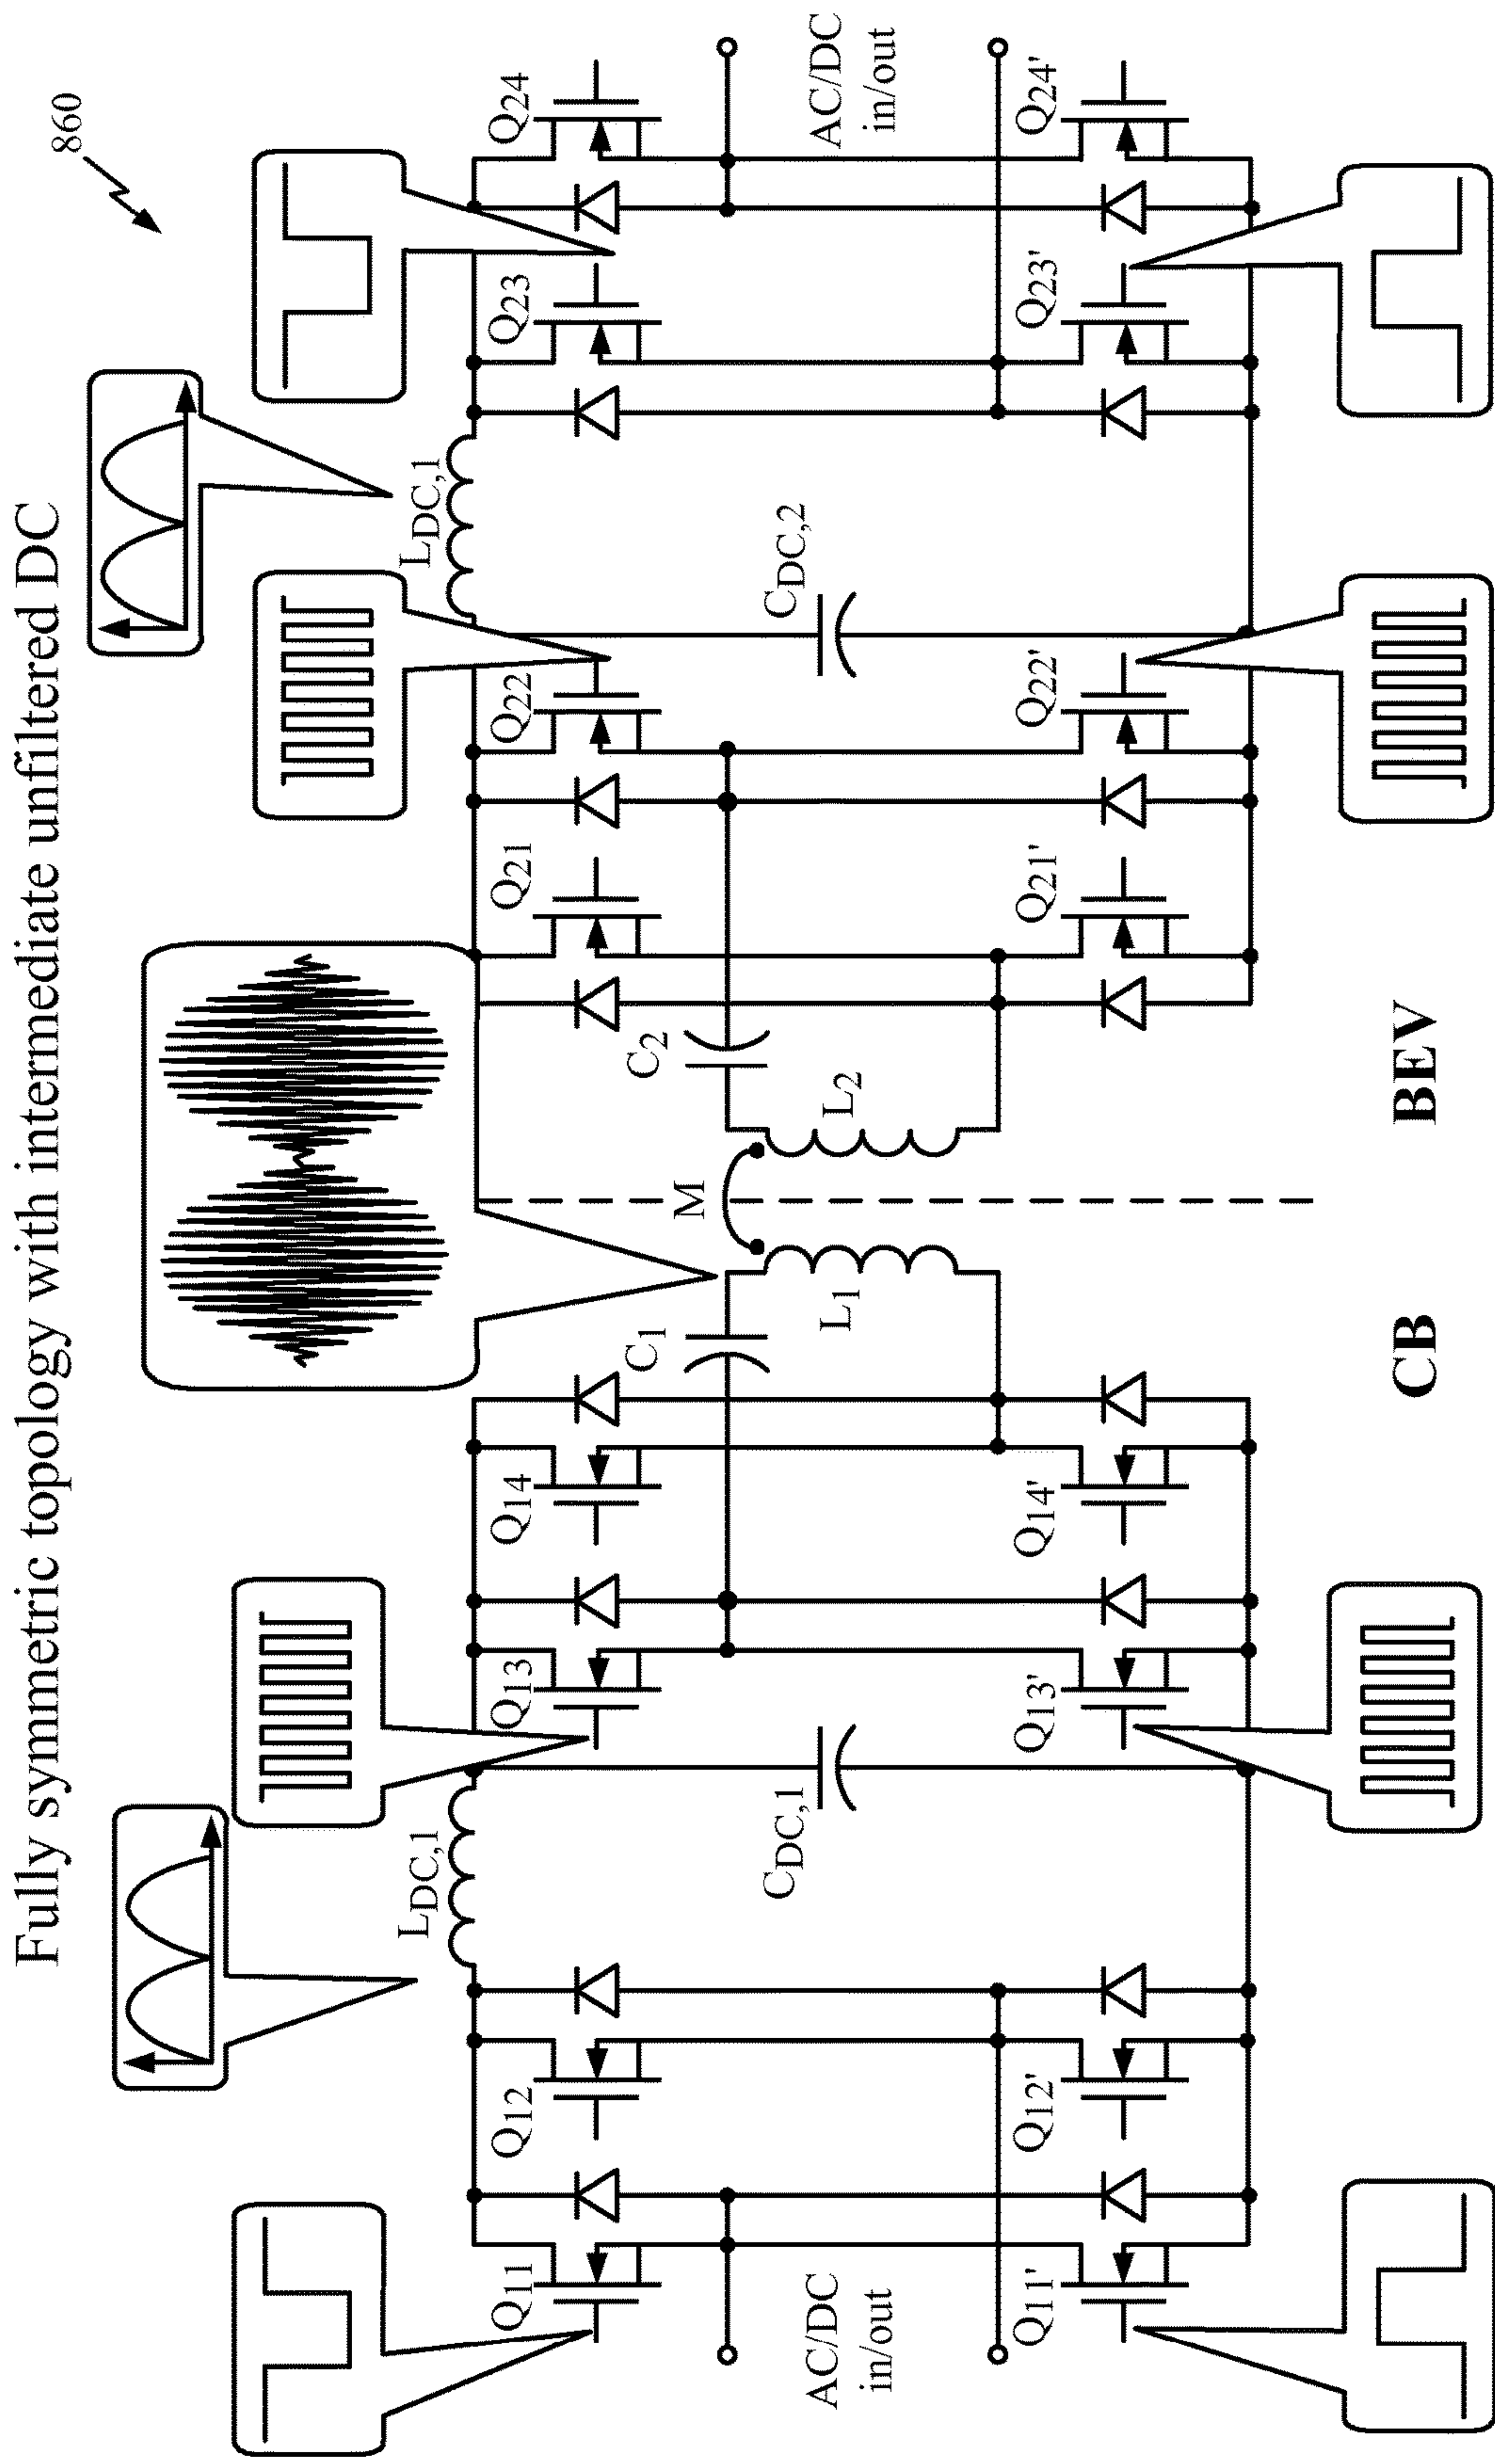 Fully symmetric topology with intermediate unfiltered DC
860
Q11
Q12
LDC,1
Q13
Q14
Q21
Q22
LDC,1
Q23
Q24
C1
M
C2
AC/DC
in/out
CDC,1
L1
L2
CDC,2
AC/DC
in/out
Q11'
Q12'
Q13'
Q14'
Q21'
Q22'
Q23'
Q24'
CB
BEV